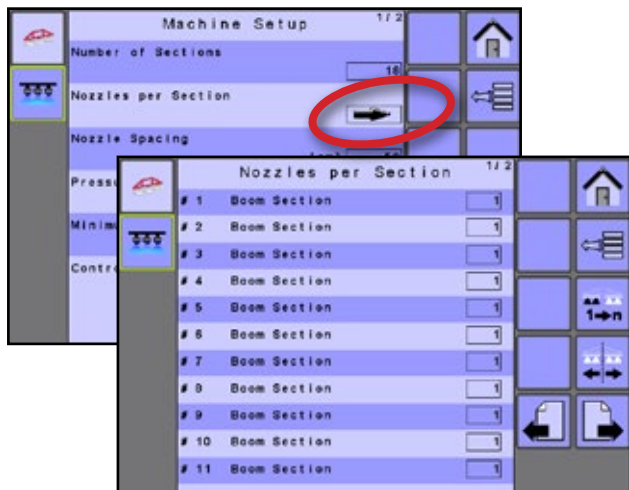 Machine Setup 1/2
Number of Sections
16
Nozzles per Section
Nozzle Spacing
Nozzles per Section 1/2
# 1 Boom Section 1
# 2 Boom Section 1
# 3 Boom Section 1
# 4 Boom Section 1
# 5 Boom Section 1
# 6 Boom Section 1
# 7 Boom Section 1
# 8 Boom Section 1
# 9 Boom Section 1
# 10 Boom Section 1
# 11 Boom Section 1
1→n